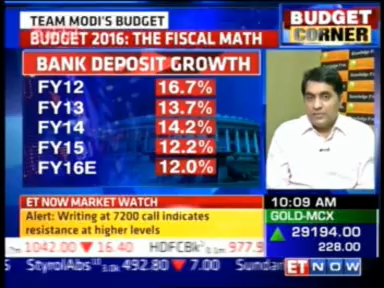 TEAM MODI'S BUDGET
BUDGET 2016: THE FISCAL MATH
BUDGET
CORNER
BANK DEPOSIT GROWTH
FY12 16.7%
FY13 13.7%
FY14 14.2%
FY15 12.2%
FY16E 12.0%
ET NOW MARKET WATCH
Alert: Writing at 7200 call indicates
resistance at higher levels
10:09 AM
GOLD-MCX
29194.00
228.00
1042.00 ▼ 16.40 HDFCBk 977.9
StyrolAbs 3.0k 492.80 ▼ 7.00 Sundar
ET NOW